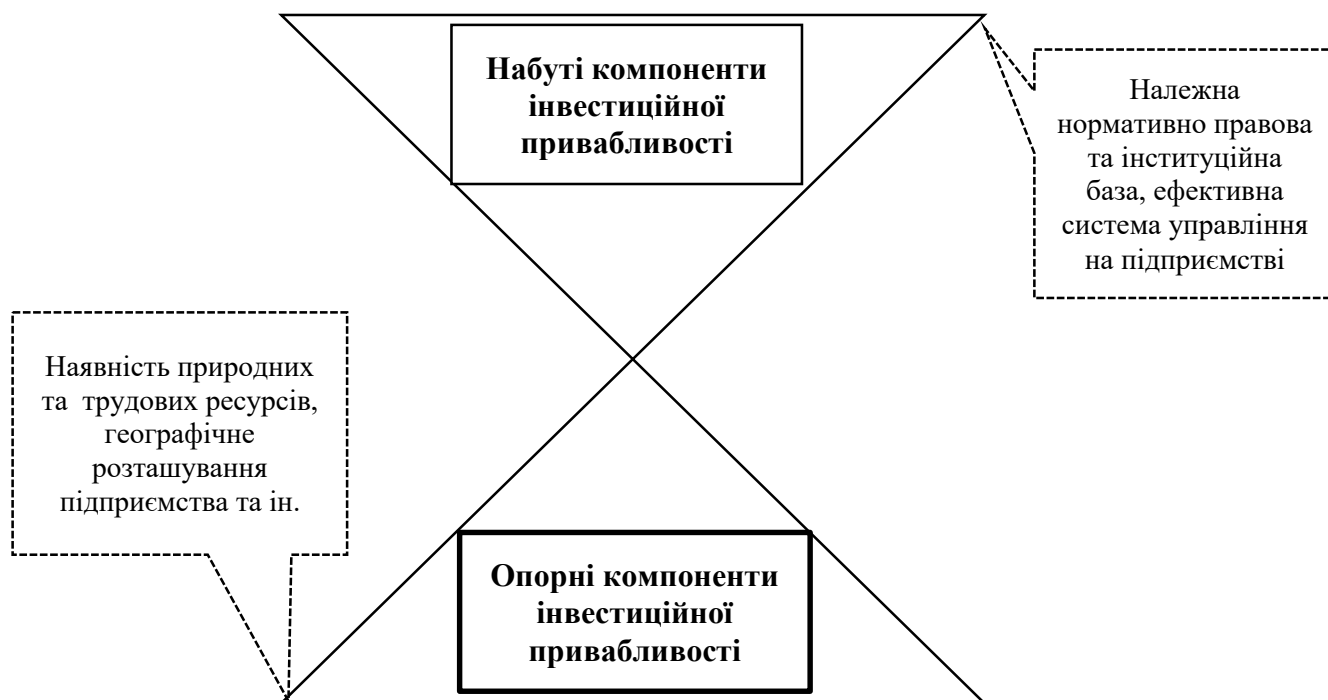 Набуті компоненти
інвестиційної
привабливості
Належна
нормативно правова
та інституційна
база, ефективна
система управління
на підприємстві
Наявність природних
та трудових ресурсів,
географічне
розташування
підприємства та ін.
Опорні компоненти
інвестиційної
привабливості